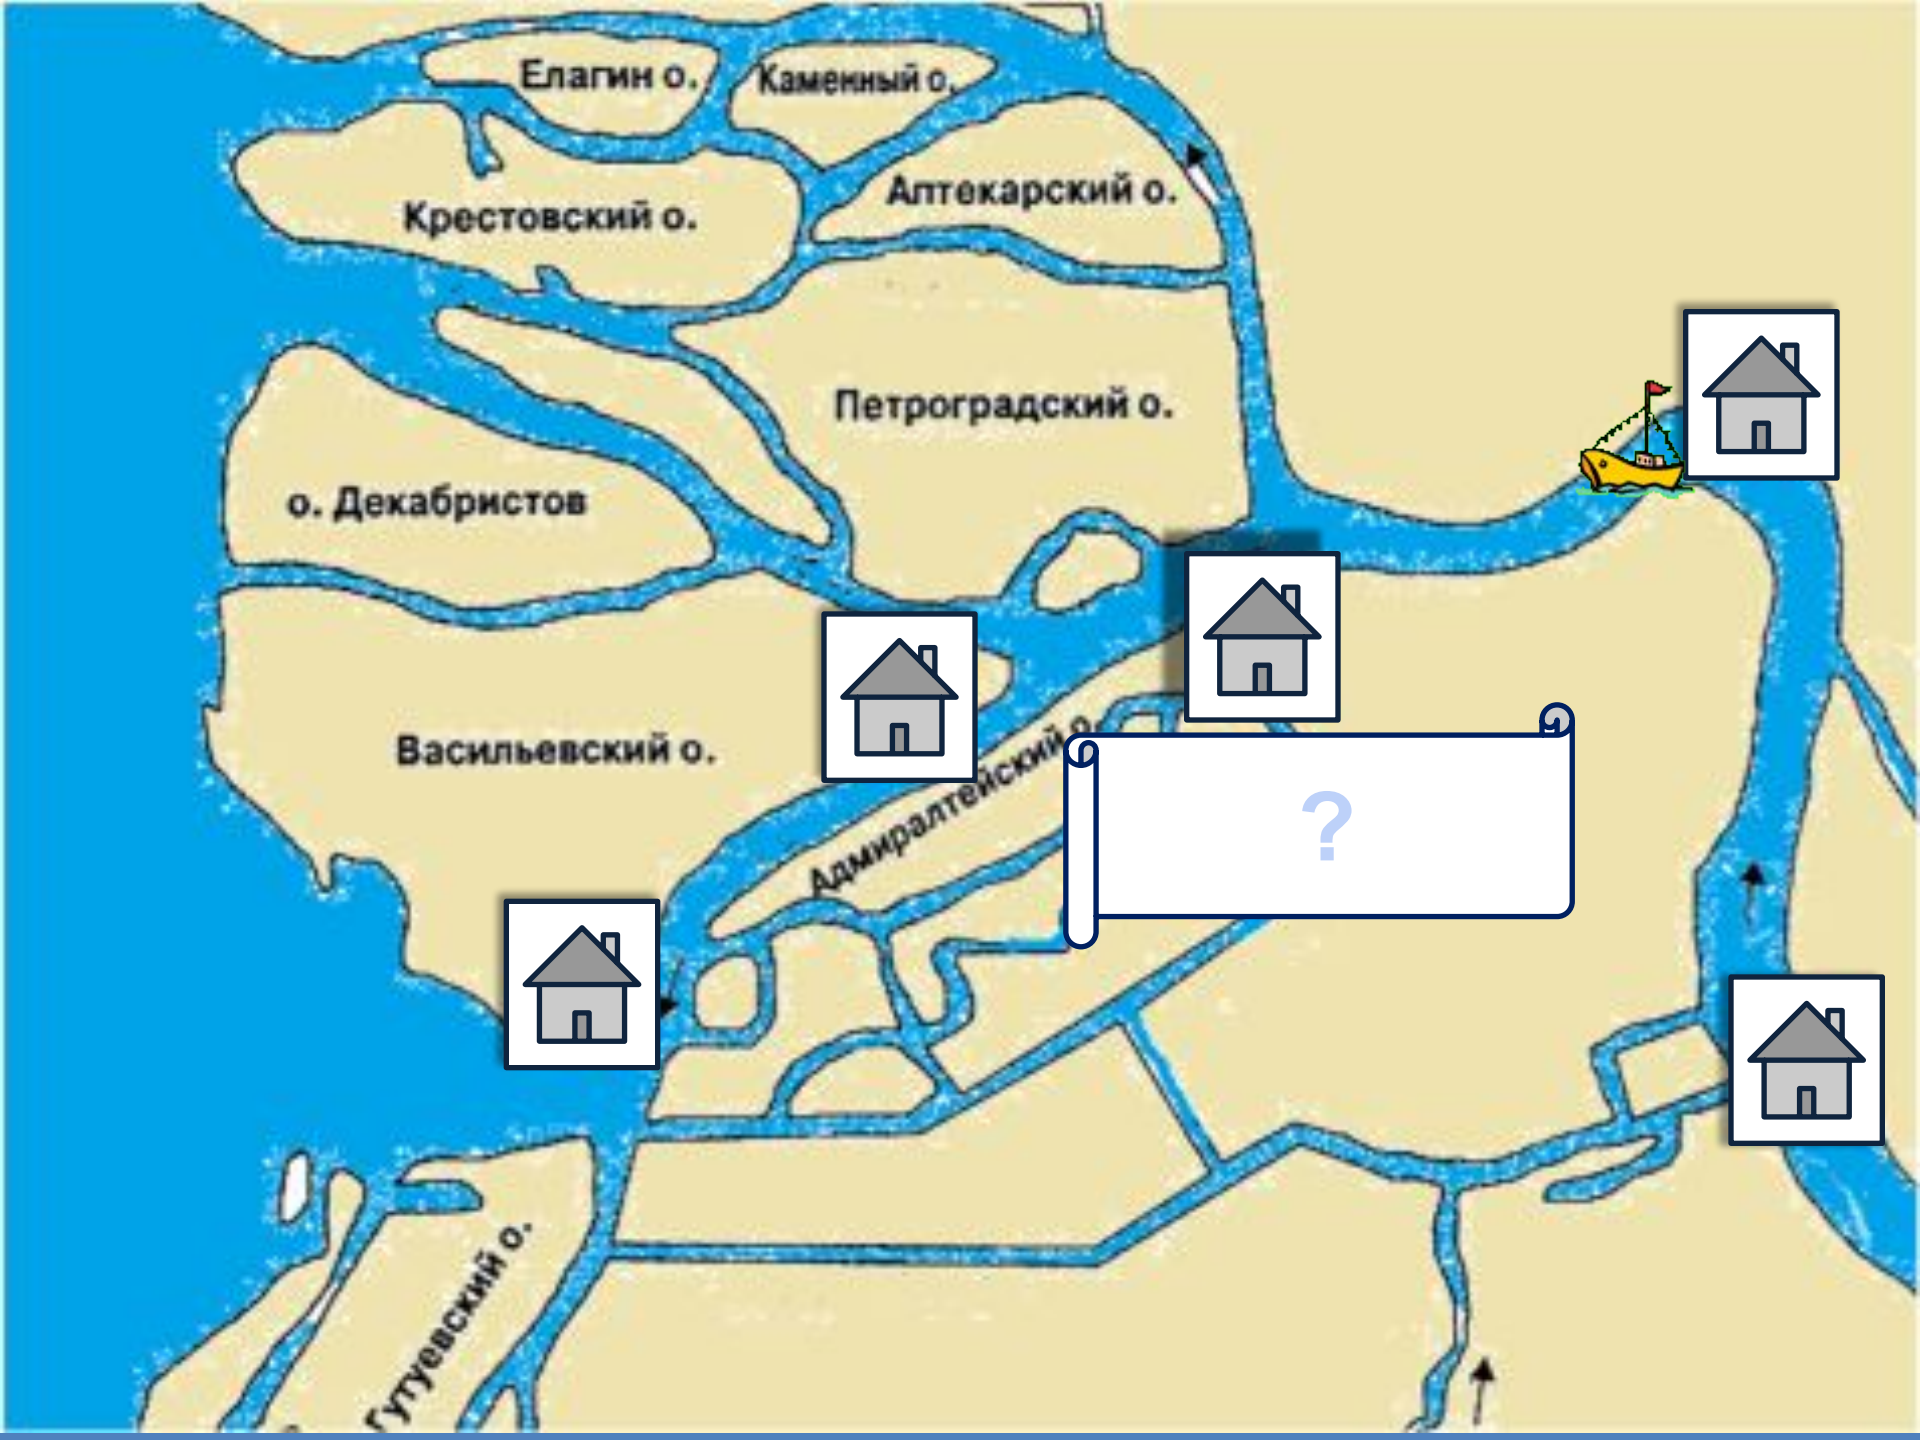 Елагин о.
Каменный о.
Аптекарский о.
Крестовский о.
Петроградский о.
о. Декабристов
Васильевский о.
Адмиралтейский о.
?
Гутуевский о.